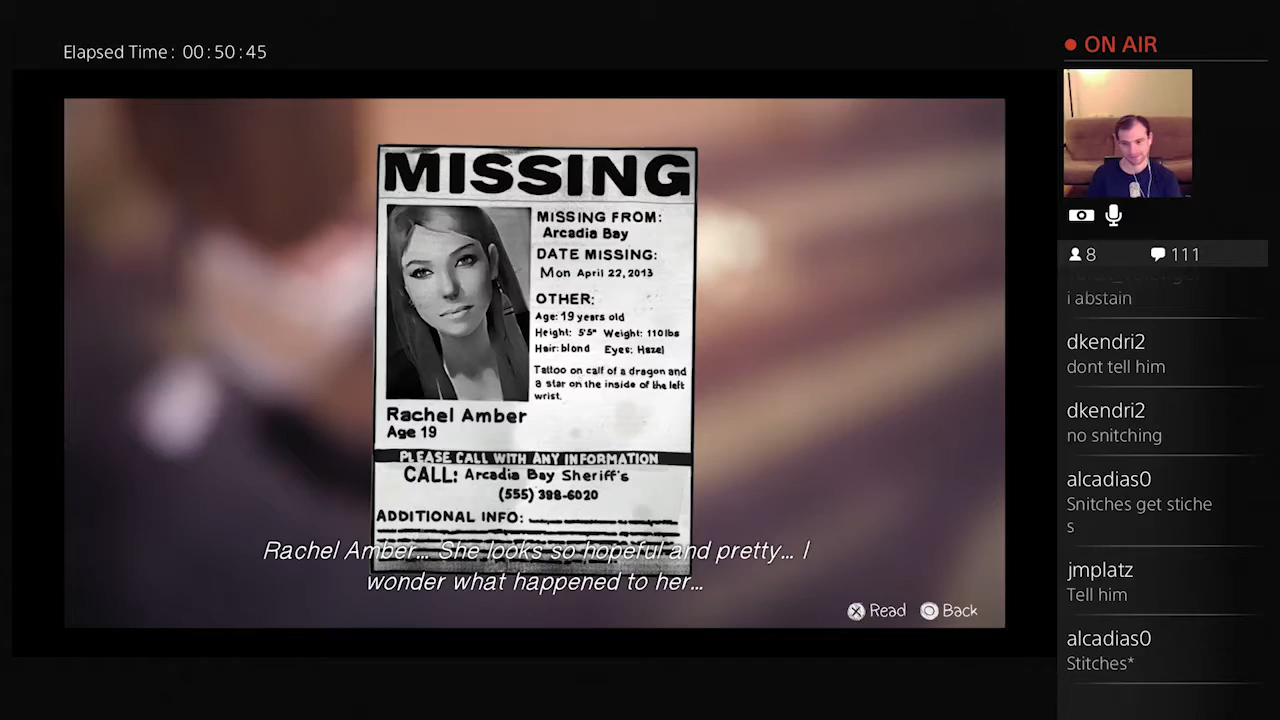 Elapsed Time: 00:50:45
ON AIR
MISSING
MISSING FROM:
Arcadia Bay
DATE MISSING:
Mon April 22, 2013
OTHER:
Age: 19 years old
Height: 5'5" Weight: 110lbs
Hair: blond Eyes: Hazel
Tattoo on calf of a dragon and
a star on the inside of the left
wrist.
Rachel Amber
Age 19
PLEASE CALL WITH ANY INFORMATION
CALL: Arcadia Bay Sheriff's
(555) 398-6020
ADDITIONAL INFO:
Rachel Amber... She looks so hopeful and pretty... I
wonder what happened to her...
Read Back
8 111
i abstain
dkendri2
dont tell him
dkendri2
no snitching
alcadias0
Snitches get stiche
s
jmplatz
Tell him
alcadias0
Stitches*